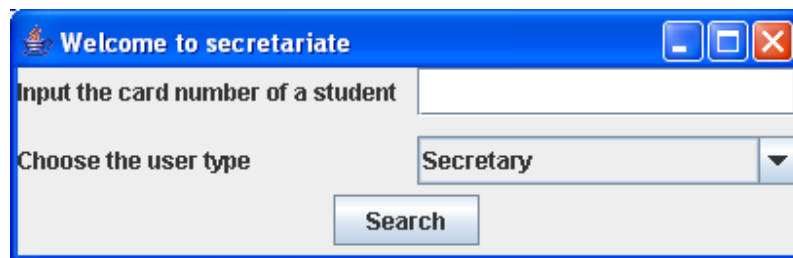 Welcome to secretariate
Input the card number of a student
Choose the user type Secretary
Search